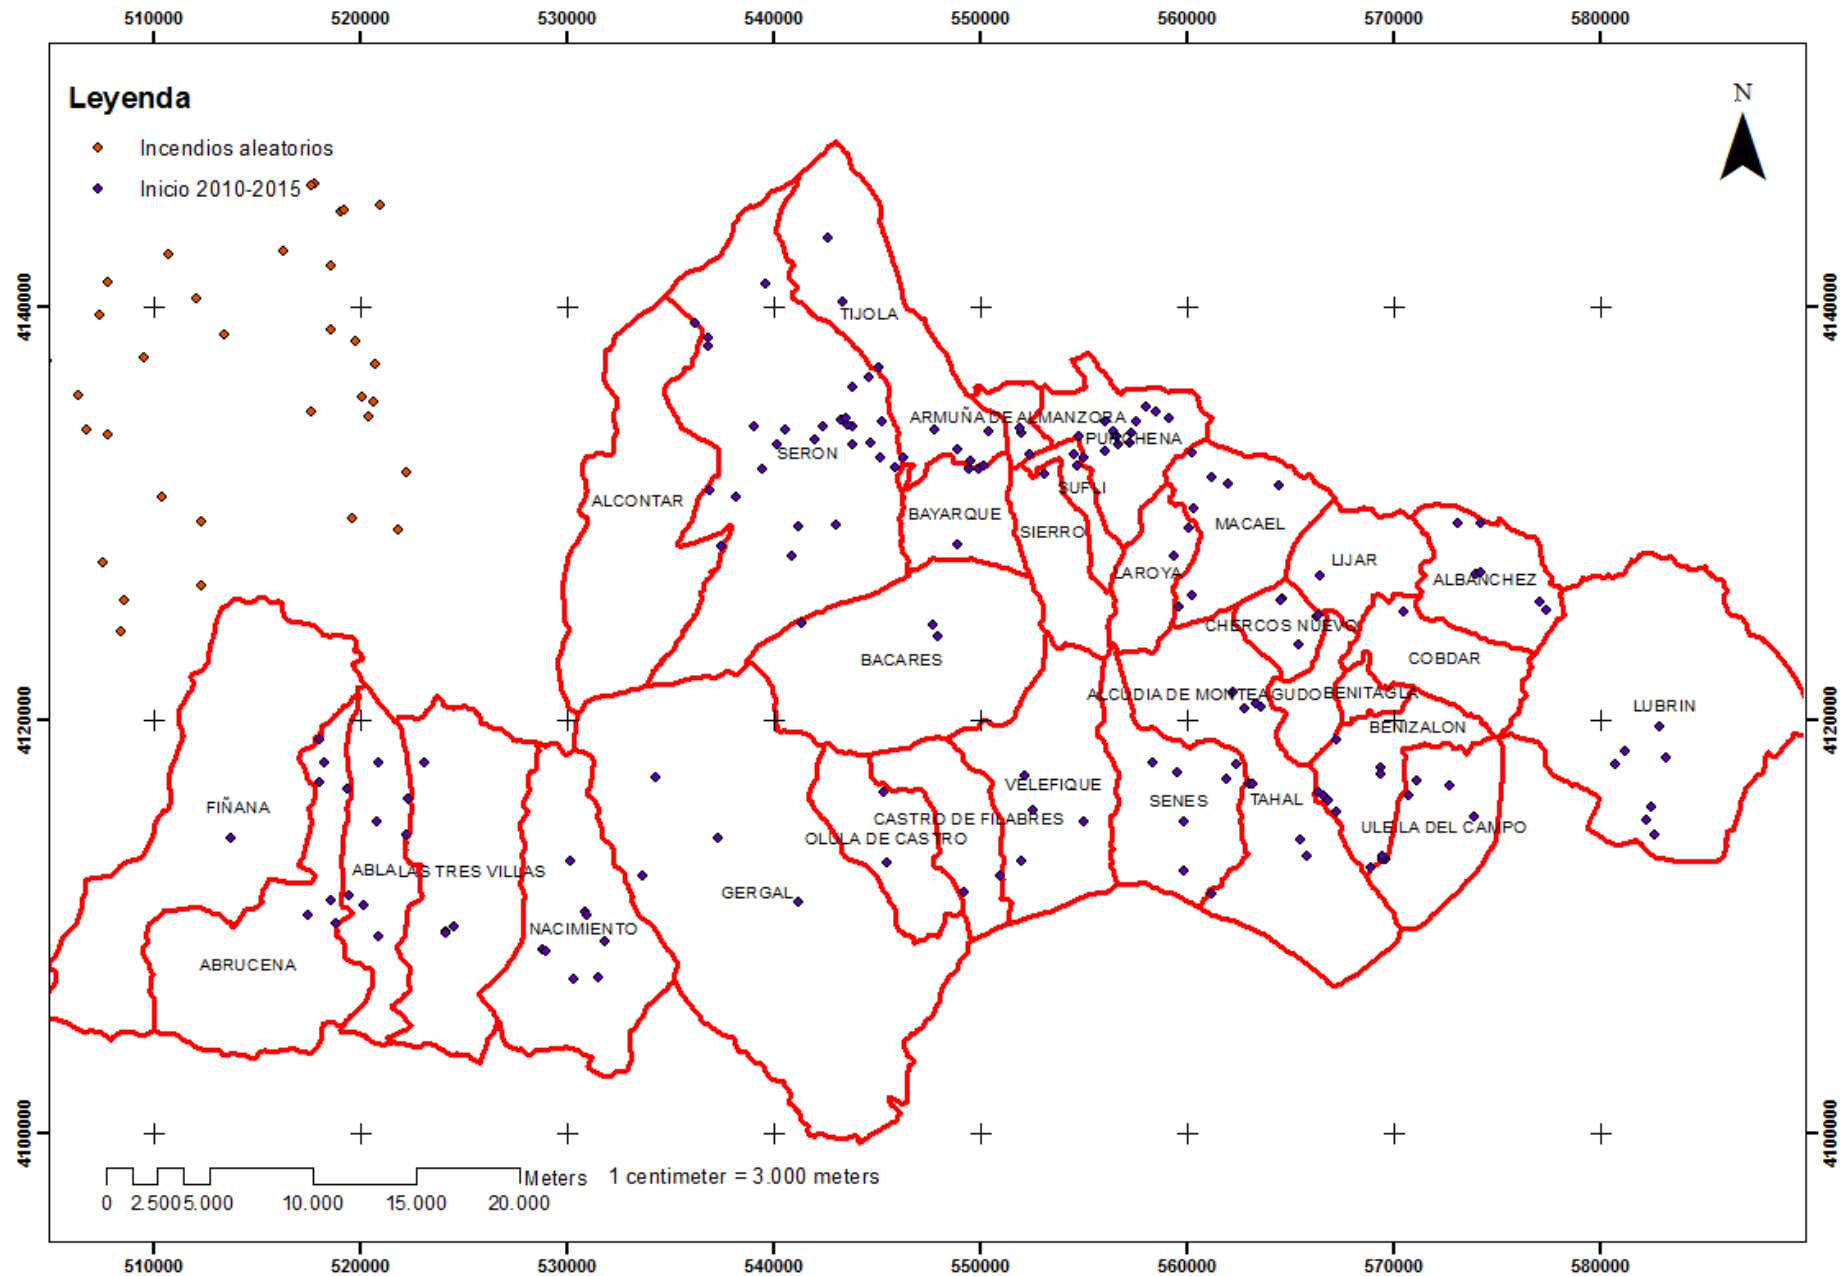 510000 520000 530000 540000 550000 560000 570000 580000
Leyenda
N
Incendios aleatorios
Inicio 2010-2015
4140000
4140000
TIJOLA
ARMUÑA DE ALMANZORA
PURCHENA
SERON
SUFLI
ALCONTAR
BAYARQUE
MACAEL
SIERRO
LIJAR
LAROYA
ALBANCHEZ
CHERCOS NUEVO
BACARES
COBDAR
ALCUDIA DE MONTEAGUDO
BENITAGLA
LUBRIN
4120000
4120000
BENIZALON
VELEFIQUE
SENES
TAHAL
FIÑANA
CASTRO DE FILABRES
ULEILA DEL CAMPO
OLULA DE CASTRO
ABLA
LAS TRES VILLAS
GERGAL
NACIMIENTO
ABRUCENA
4100000
4100000
Meters
1 centimeter = 3.000 meters
0 2.500 5.000 10.000 15.000 20.000
510000 520000 530000 540000 550000 560000 570000 580000